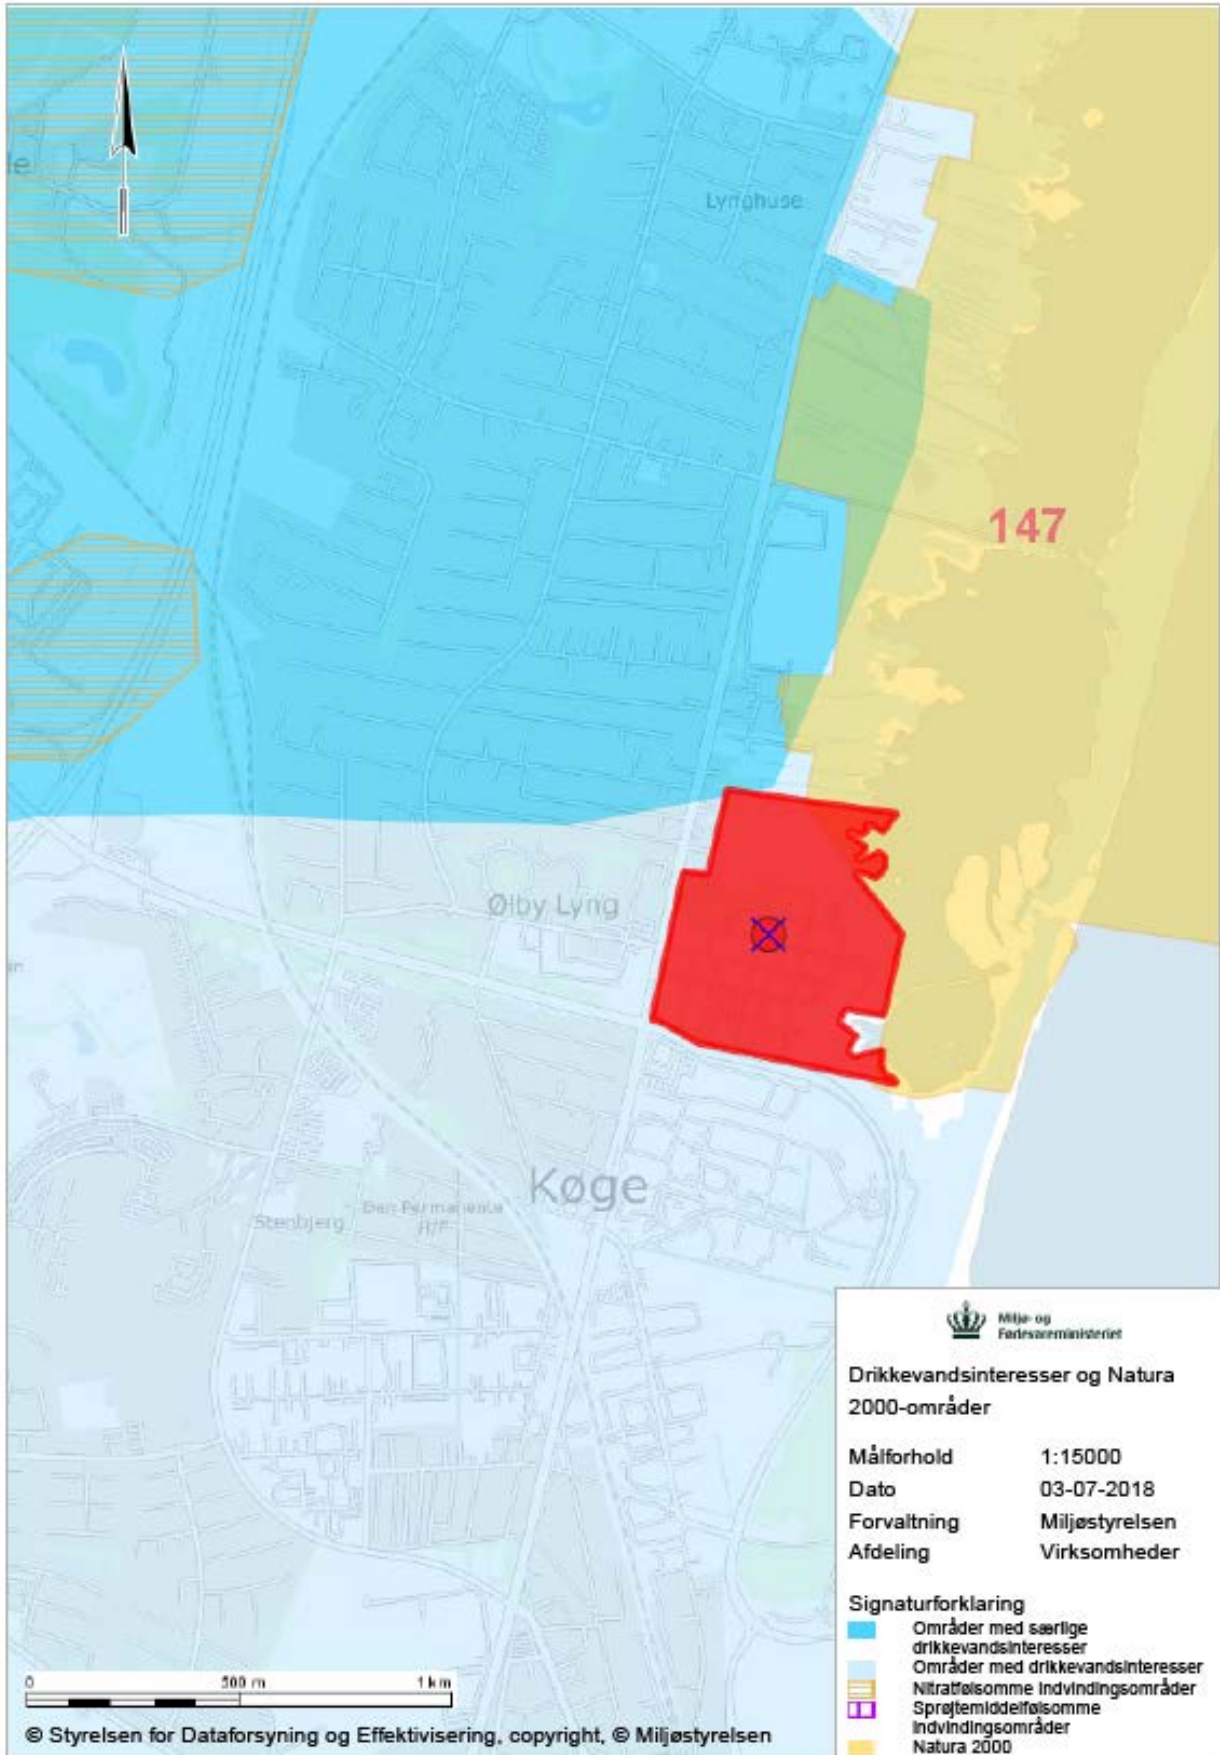 Lynghuse
147
Ølby Lyng
Køge
Stenbjerg
Den Permanente
H/F
Miljø- og
Fødevareministeriet
Drikkevandsinteresser og Natura
2000-områder
Målforhold 1:15000
Dato 03-07-2018
Forvaltning Miljøstyrelsen
Afdeling Virksomheder
Signaturforklaring
Områder med særlige
drikkevandsinteresser
Områder med drikkevandsinteresser
Nitratfølsomme indvindingsområder
Sprøjtemiddelfølsomme
indvindingsområder
Natura 2000
0 500 m 1 km
© Styrelsen for Dataforsyning og Effektivisering, copyright, © Miljøstyrelsen